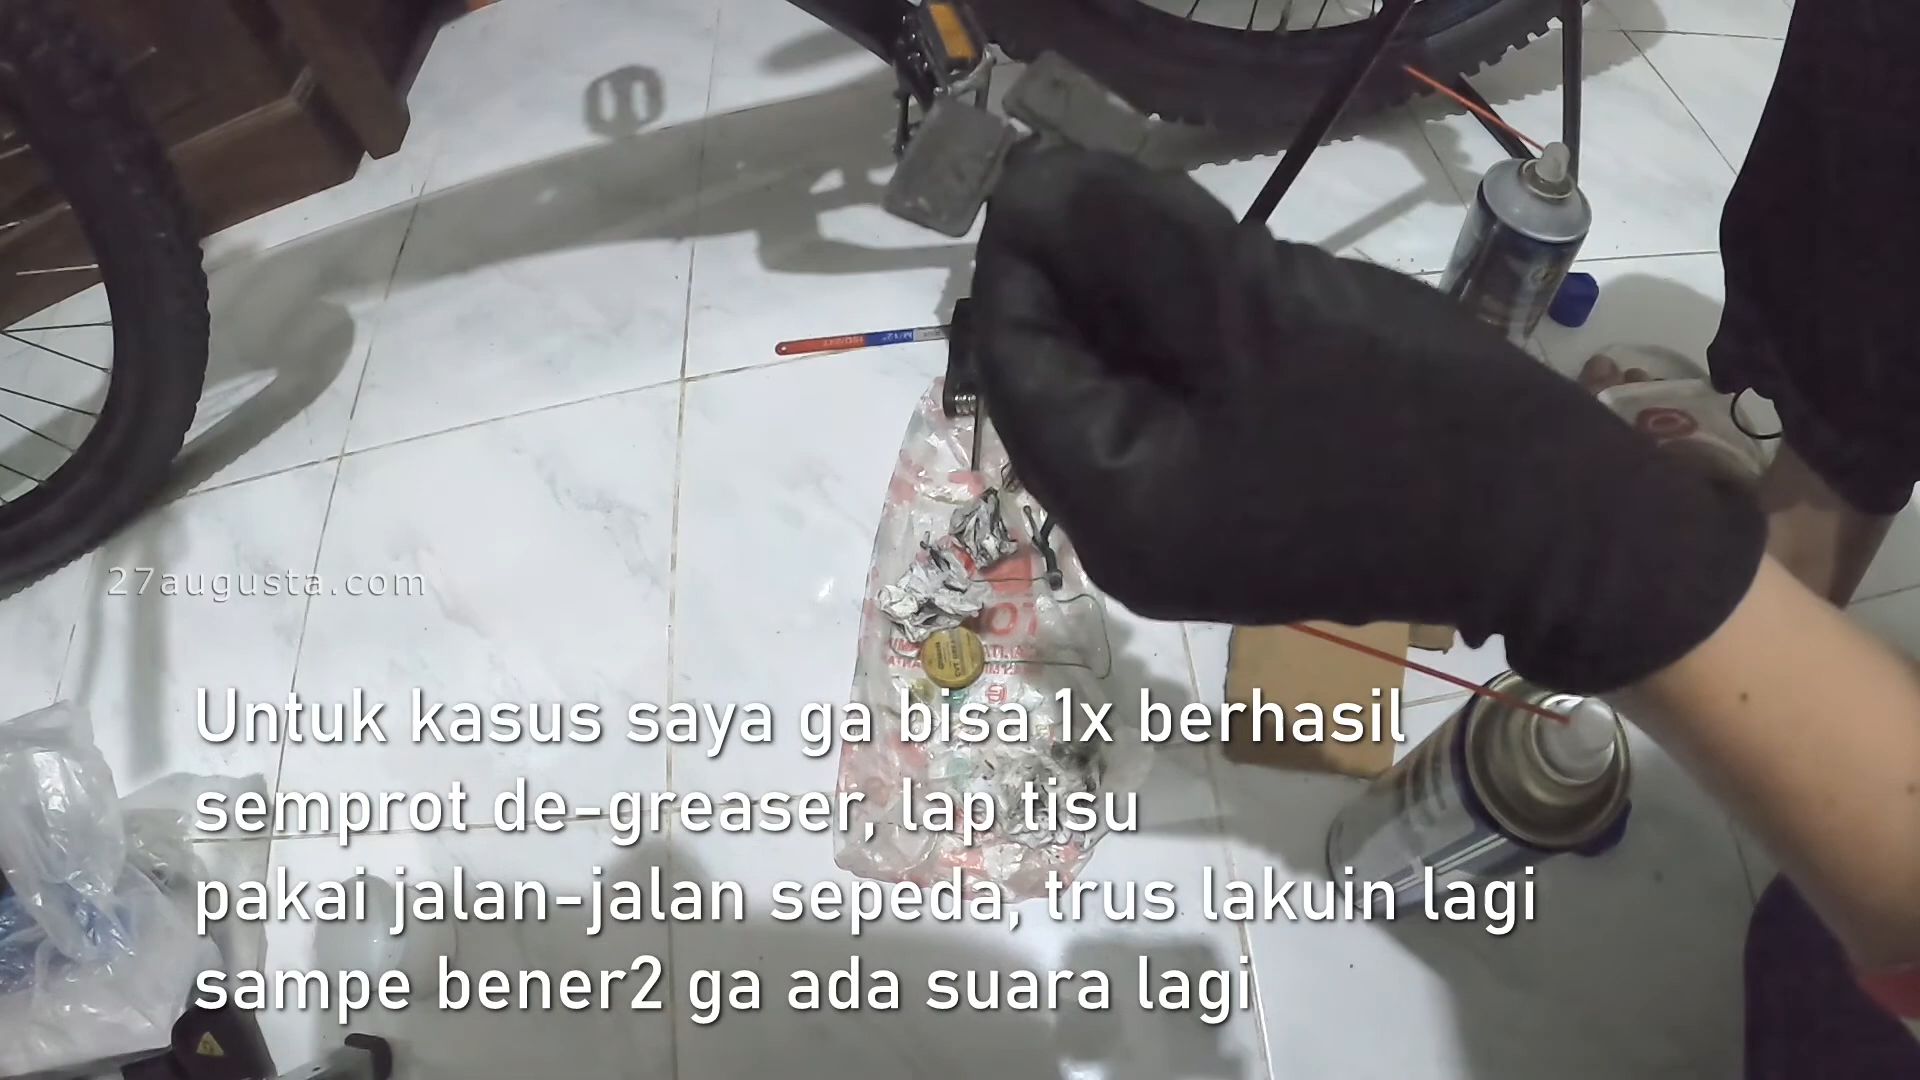 27augusta.com
Untuk kasus saya ga bisa 1x berhasil
semprot de-greaser, lap tisu
pakai jalan-jalan sepeda, trus lakuin lagi
sampe bener2 ga ada suara lagi